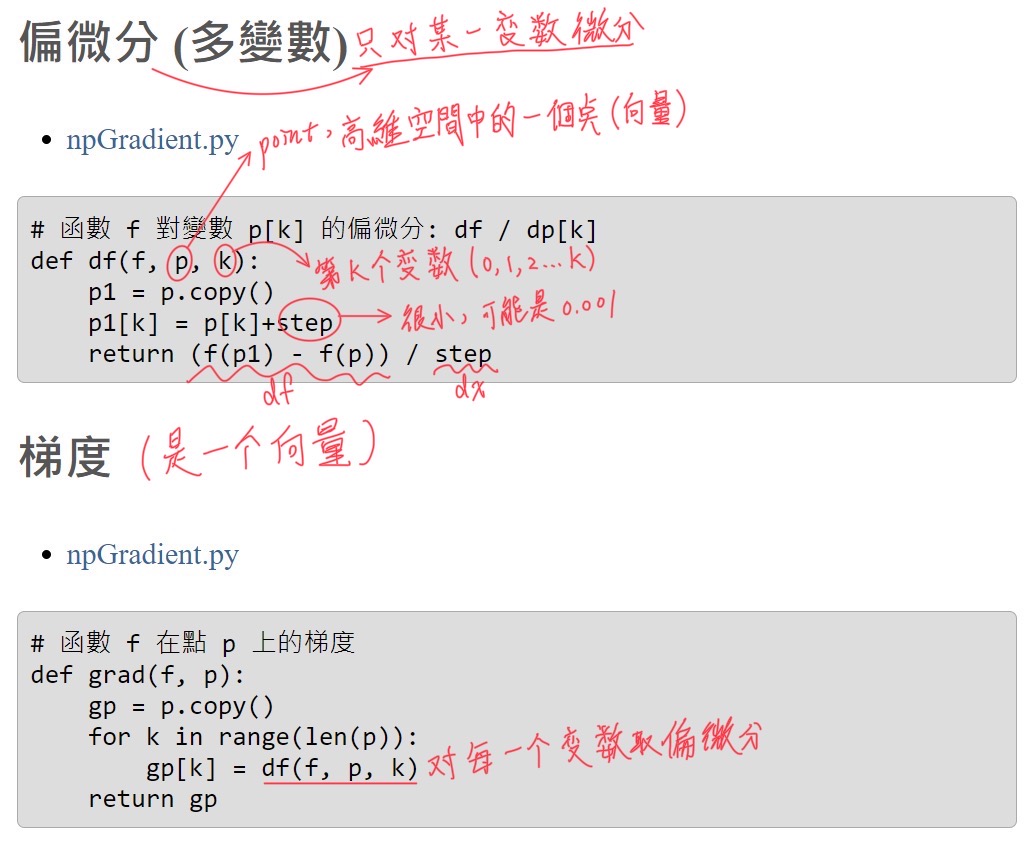 偏微分 (多變數) 只对某一变数微分
npGradient.py point, 高維空間中的一個点(向量)
# 函數 f 對變數 p[k] 的偏微分: df / dp[k]
def df(f, p, k):
第k个变数(0,1,2...k)
    p1 = p.copy()
    p1[k] = p[k]+step 很小,可能是0.001
    return (f(p1) - f(p)) / step
df dx
梯度 (是一个向量)
npGradient.py
# 函數 f 在點 p 上的梯度
def grad(f, p):
    gp = p.copy()
    for k in range(len(p)):
        gp[k] = df(f, p, k) 对每一个变数取偏微分
    return gp